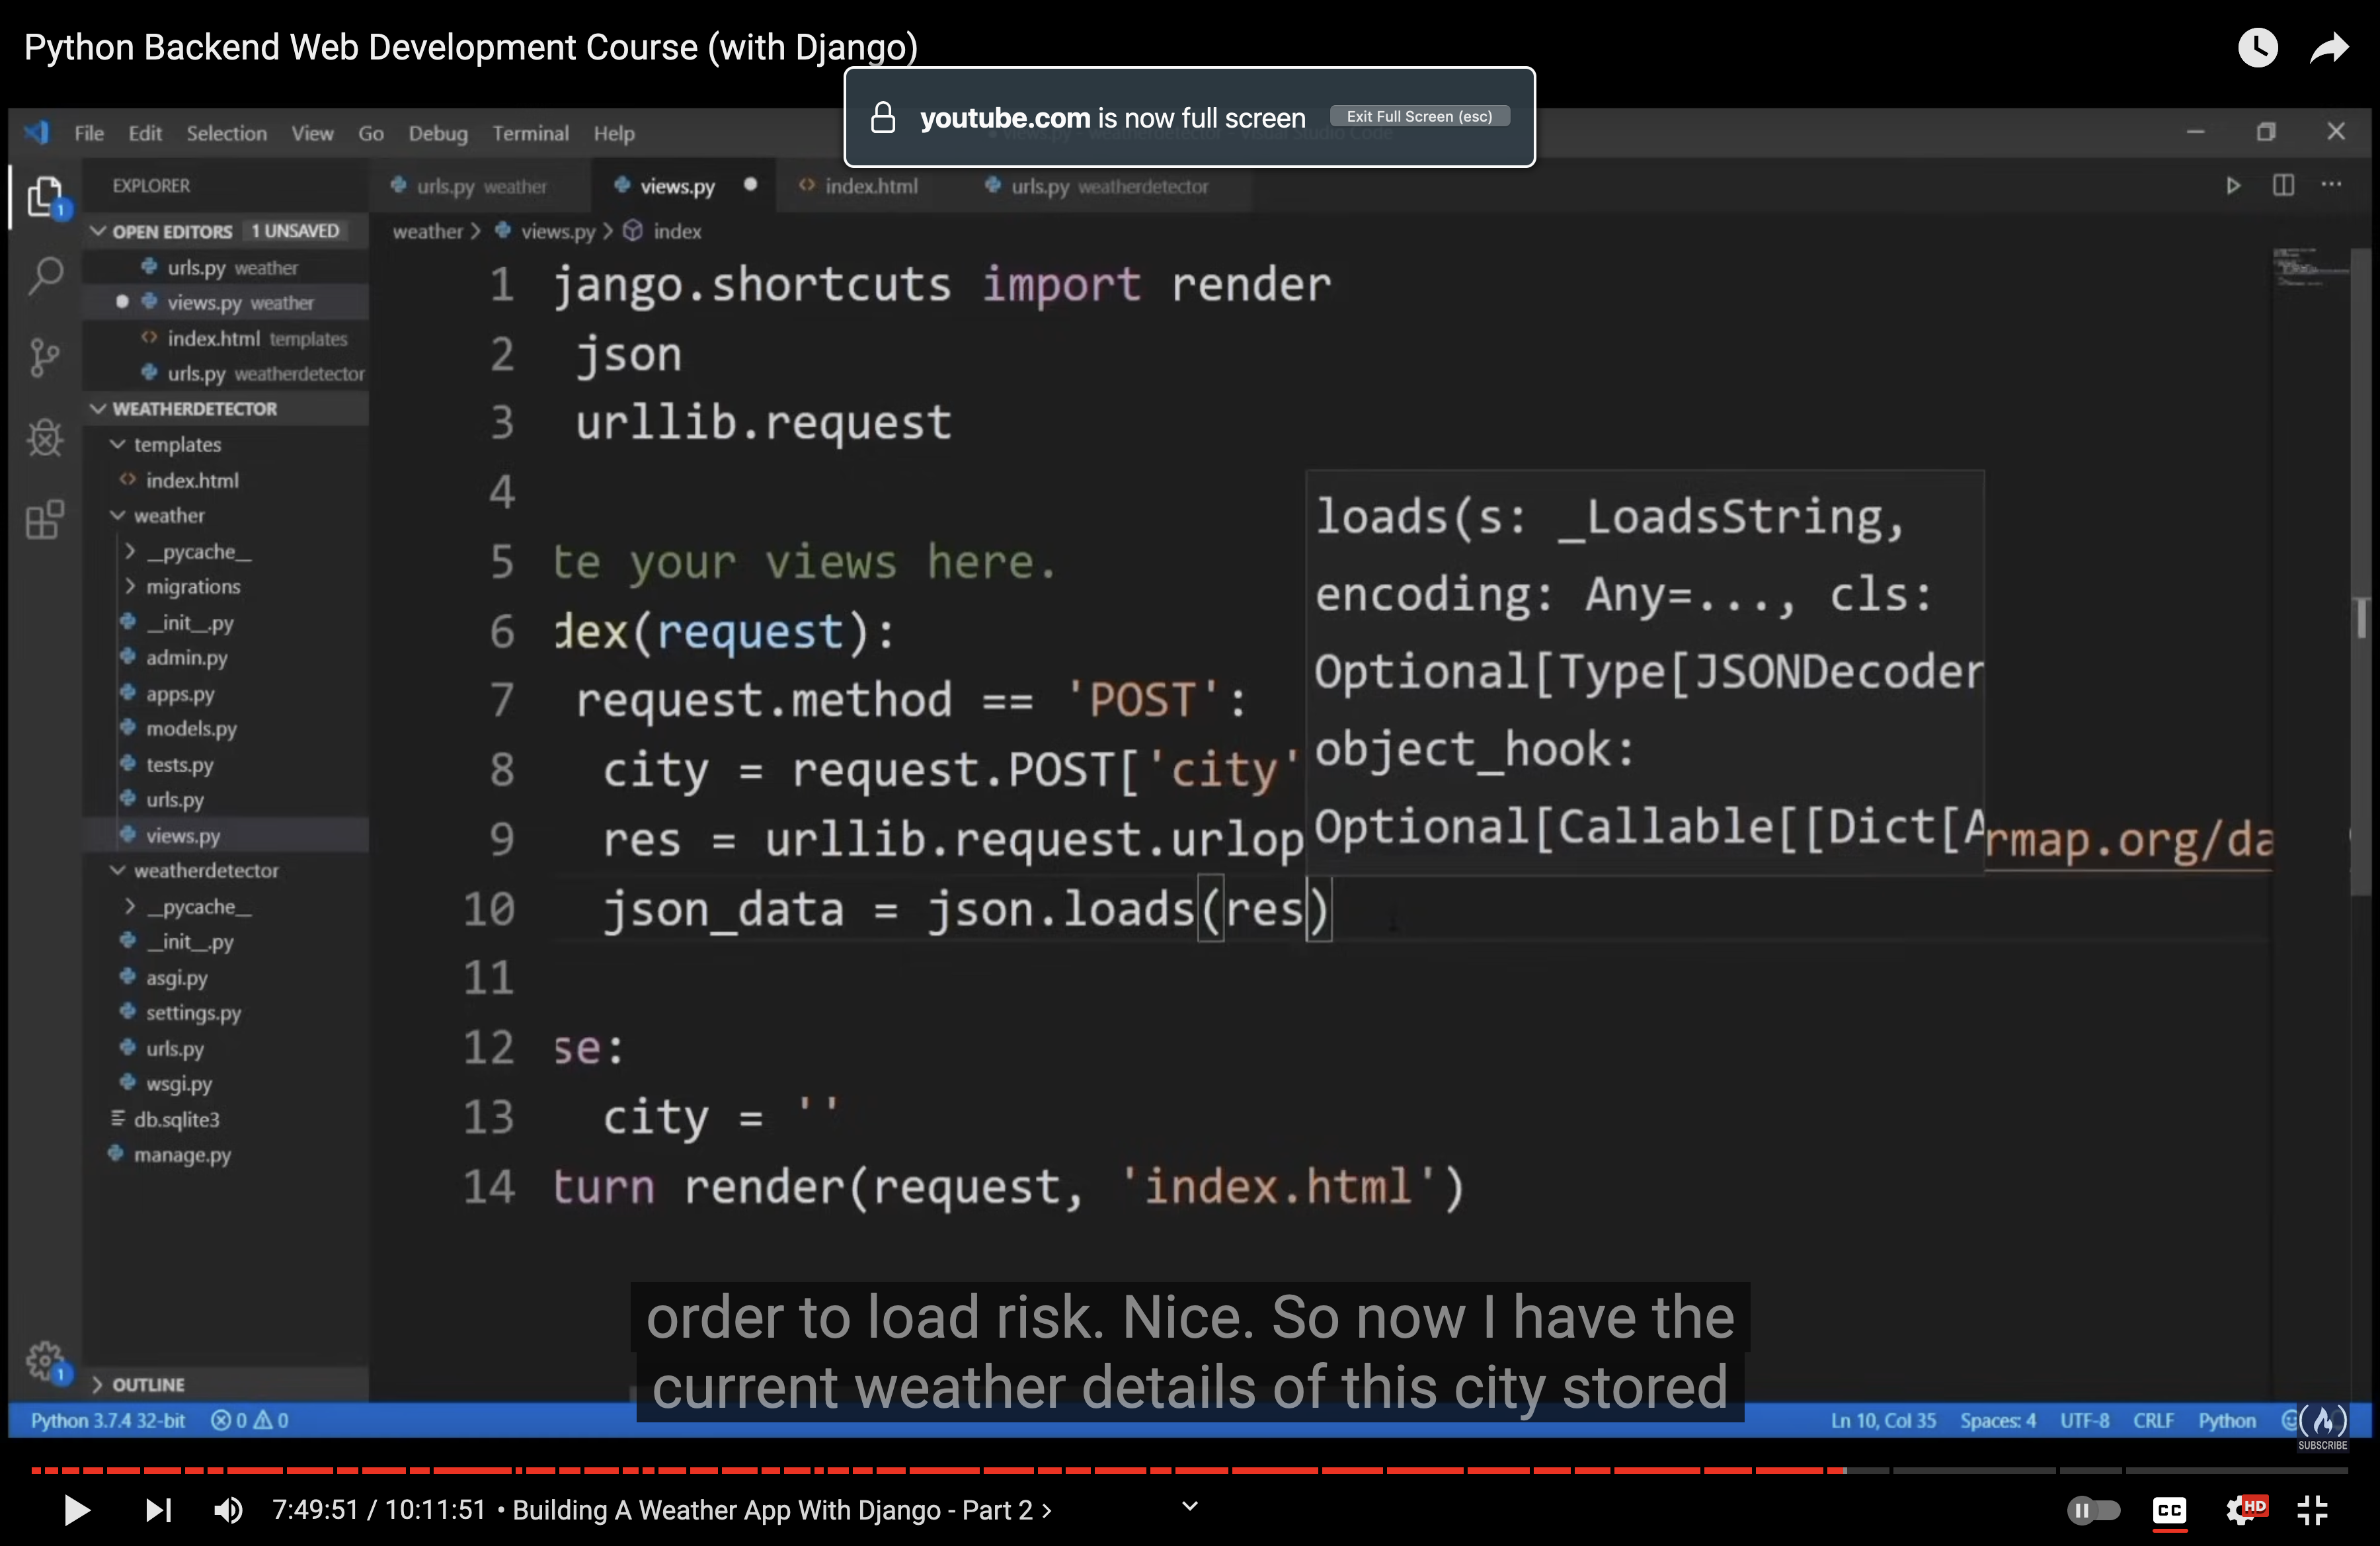 Python Backend Web Development Course (with Django)
youtube.com is now full screen Exit Full Screen (esc)
File Edit Selection View Go Debug Terminal Help
EXPLORER
OPEN EDITORS 1 UNSAVED
urls.py weather
views.py weather
index.html templates
urls.py weatherdetector
WEATHERDETECTOR
templates
index.html
weather
__pycache__
migrations
__init__.py
admin.py
apps.py
models.py
tests.py
urls.py
views.py
weatherdetector
__pycache__
__init__.py
asgi.py
settings.py
urls.py
wsgi.py
db.sqlite3
manage.py
OUTLINE
1
1
urls.py weather views.py index.html urls.py weatherdetector
weather > views.py > index
1 jango.shortcuts import render
2 json
3 urllib.request
4
5 te your views here.
6 dex(request):
7 request.method == 'POST':
8 city = request.POST['city'
9 res = urllib.request.urlop rmap.org/da
10 json_data = json.loads(res)
11
12 se:
13 city = ''
14 turn render(request, 'index.html')
loads(s: _LoadsString,
encoding: Any=..., cls:
Optional[Type[JSONDecoder
object_hook:
Optional[Callable[[Dict[A
order to load risk. Nice. So now I have the
current weather details of this city stored
Python 3.7.4 32-bit 0 0 Ln 10, Col 35 Spaces: 4 UTF-8 CRLF Python
SUBSCRIBE
7:49:51 / 10:11:51 • Building A Weather App With Django - Part 2 >
CC HD